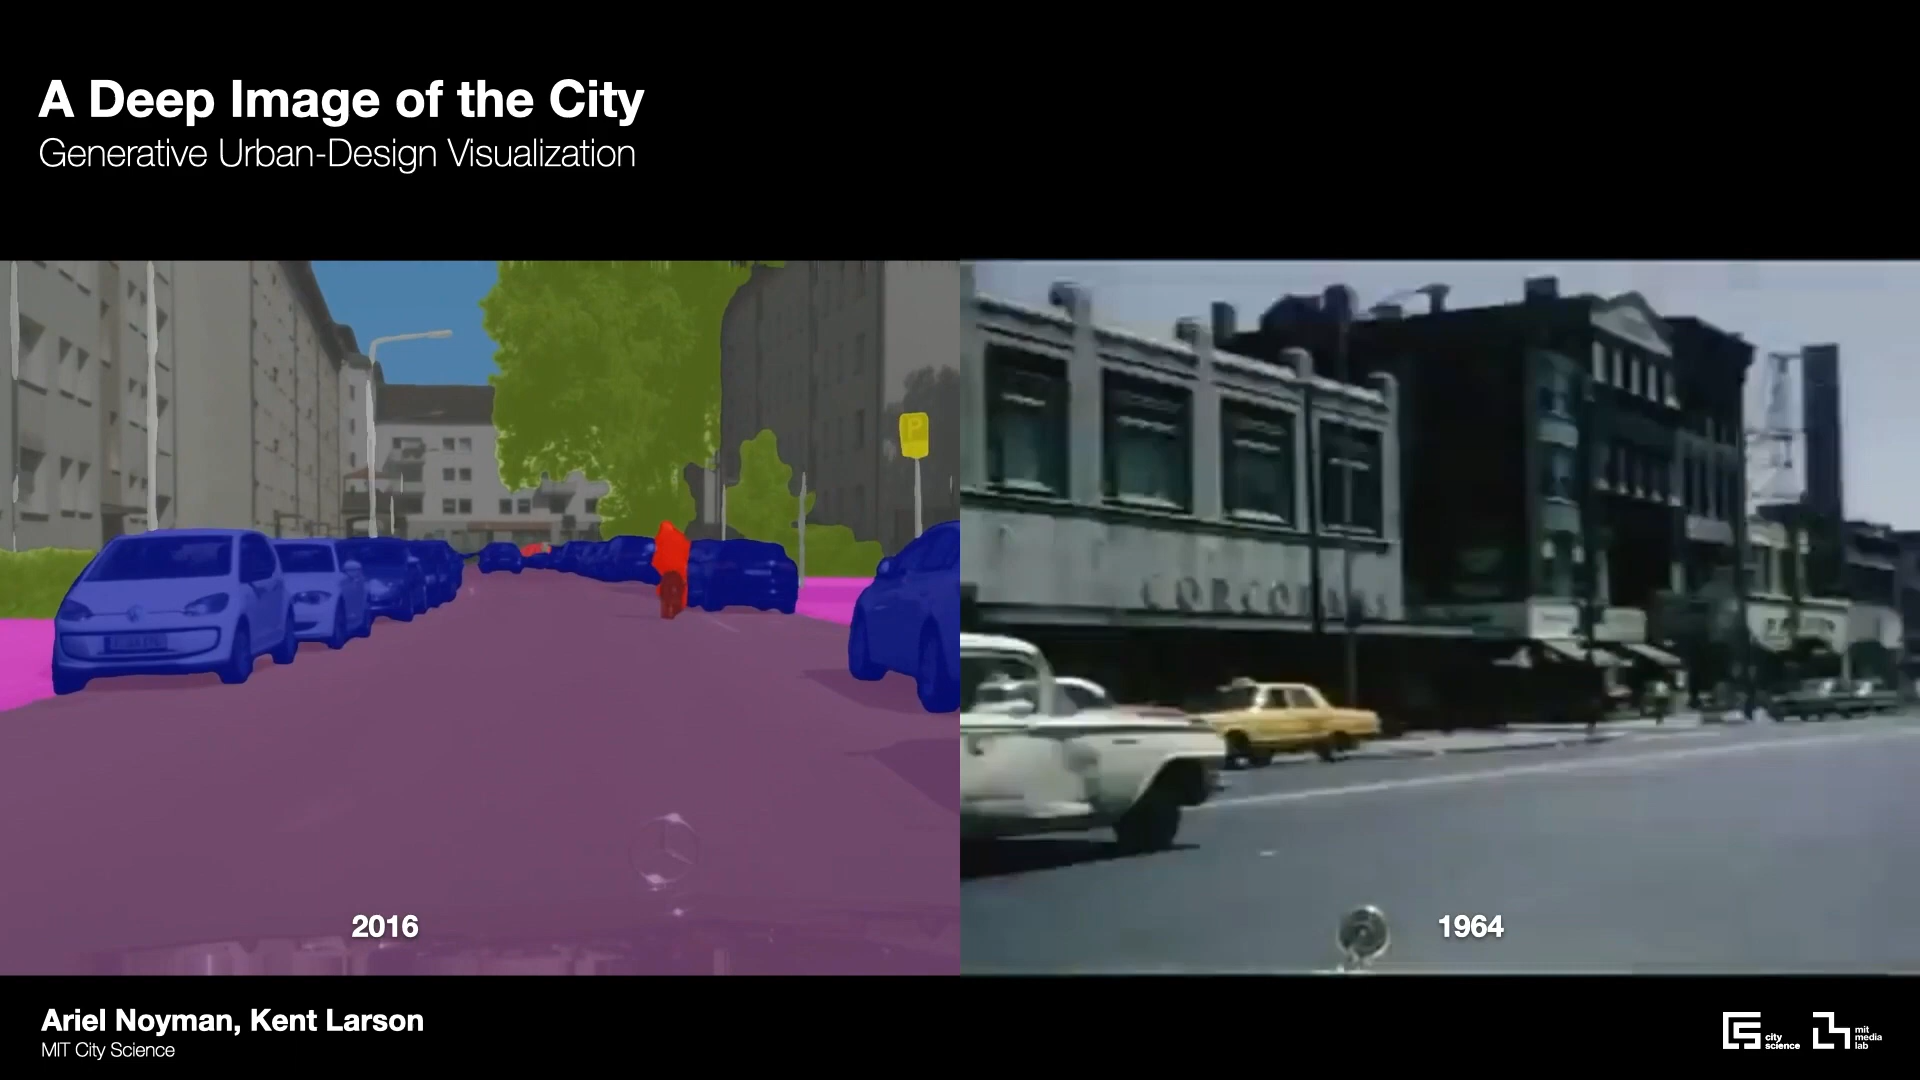 A Deep Image of the City
Generative Urban-Design Visualization
P
2016
1964
Ariel Noyman, Kent Larson
MIT City Science
city
science
mit
media
lab